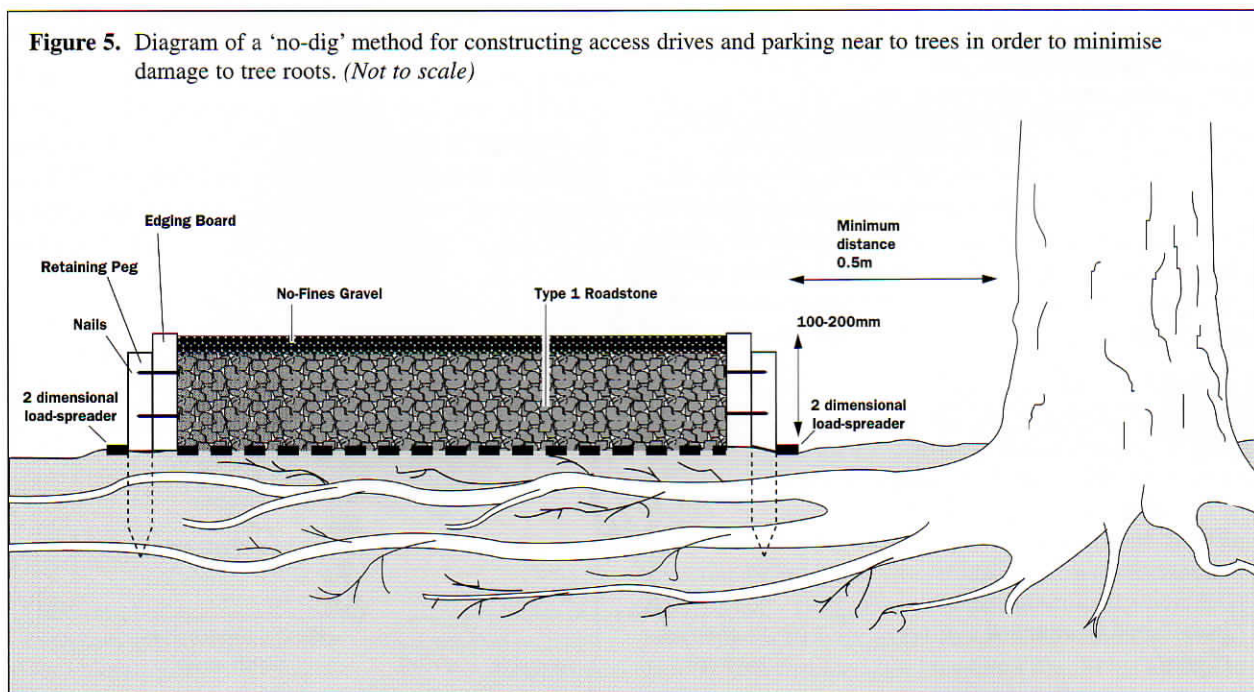 Figure 5. Diagram of a ‘no-dig’ method for constructing access drives and parking near to trees in order to minimise
damage to tree roots. (Not to scale)
Edging Board
Retaining Peg
Nails
2 dimensional
load-spreader
No-Fines Gravel
Type 1 Roadstone
Minimum
distance
0.5m
100-200mm
2 dimensional
load-spreader